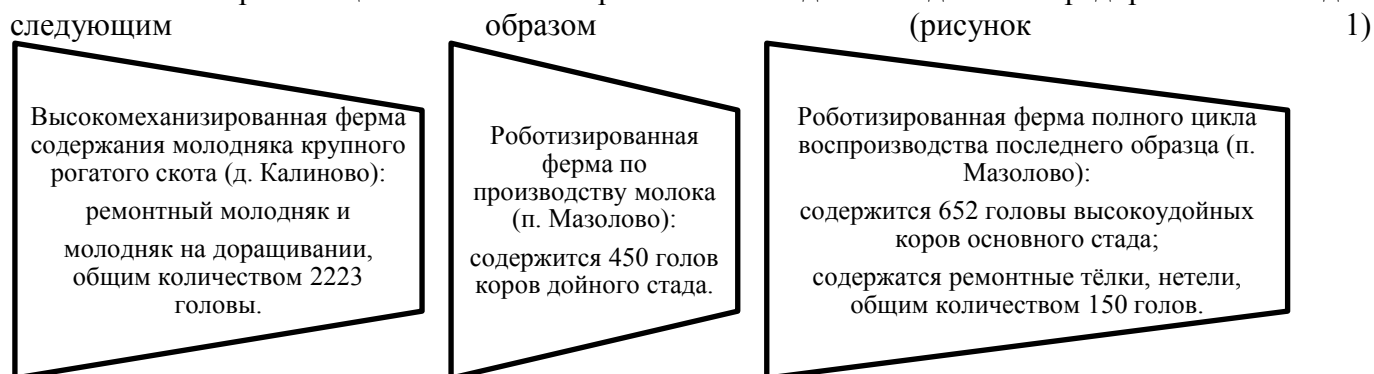 следующим образом (рисунок 1)
Высокомеханизированная ферма
содержания молодняка крупного
рогатого скота (д. Калиново):
ремонтный молодняк и
молодняк на доращивании,
общим количеством 2223
головы.
Роботизированная
ферма по
производству молока
(п. Мазолово):
содержится 450 голов
коров дойного стада.
Роботизированная ферма полного цикла
воспроизводства последнего образца (п.
Мазолово):
содержится 652 головы высокоудойных
коров основного стада;
содержатся ремонтные тёлки, нетели,
общим количеством 150 голов.